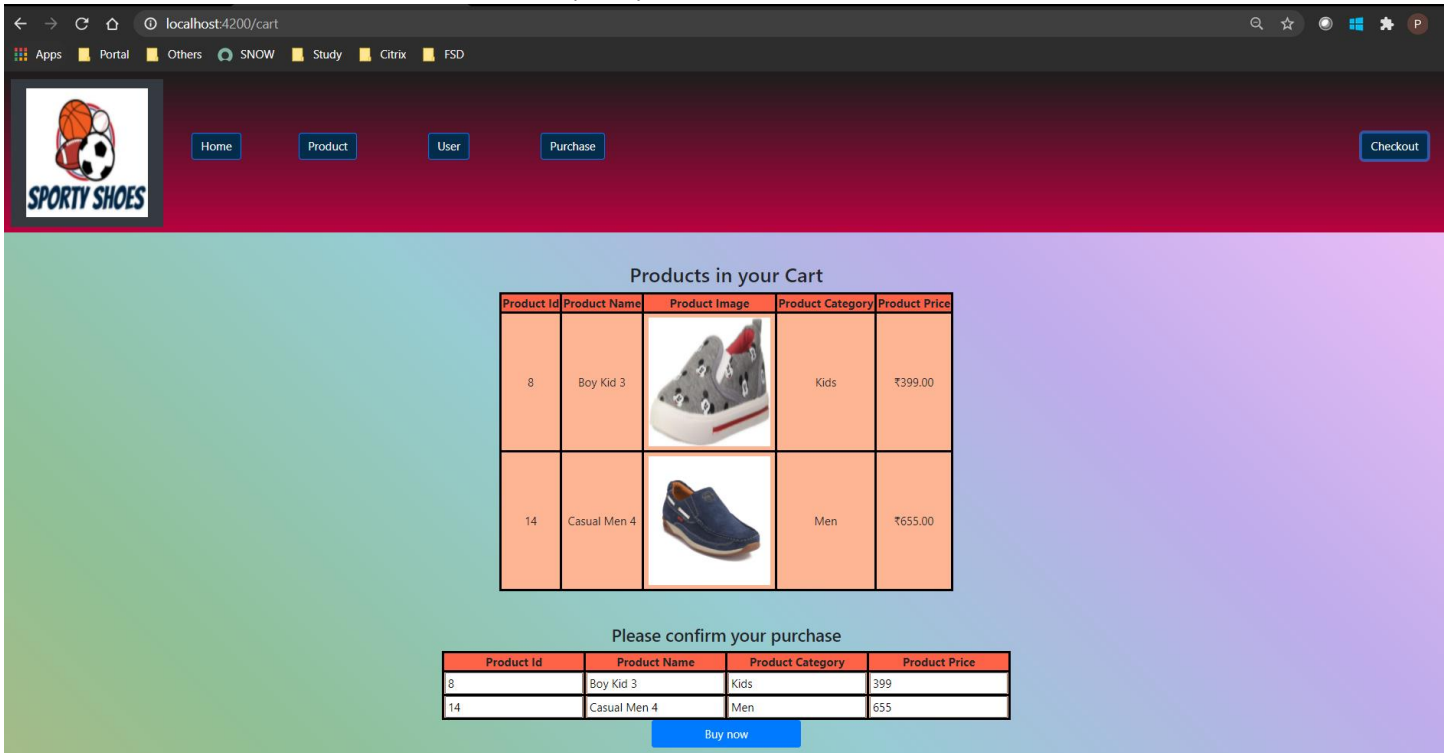 localhost:4200/cart
P
Apps Portal Others SNOW Study Citrix FSD
SPORTY SHOES
Home Product User Purchase Checkout
Products in your Cart
Product Id Product Name Product Image Product Category Product Price
8 Boy Kid 3 Kids ₹399.00
14 Casual Men 4 Men ₹655.00
Please confirm your purchase
Product Id Product Name Product Category Product Price
8 Boy Kid 3 Kids 399
14 Casual Men 4 Men 655
Buy now